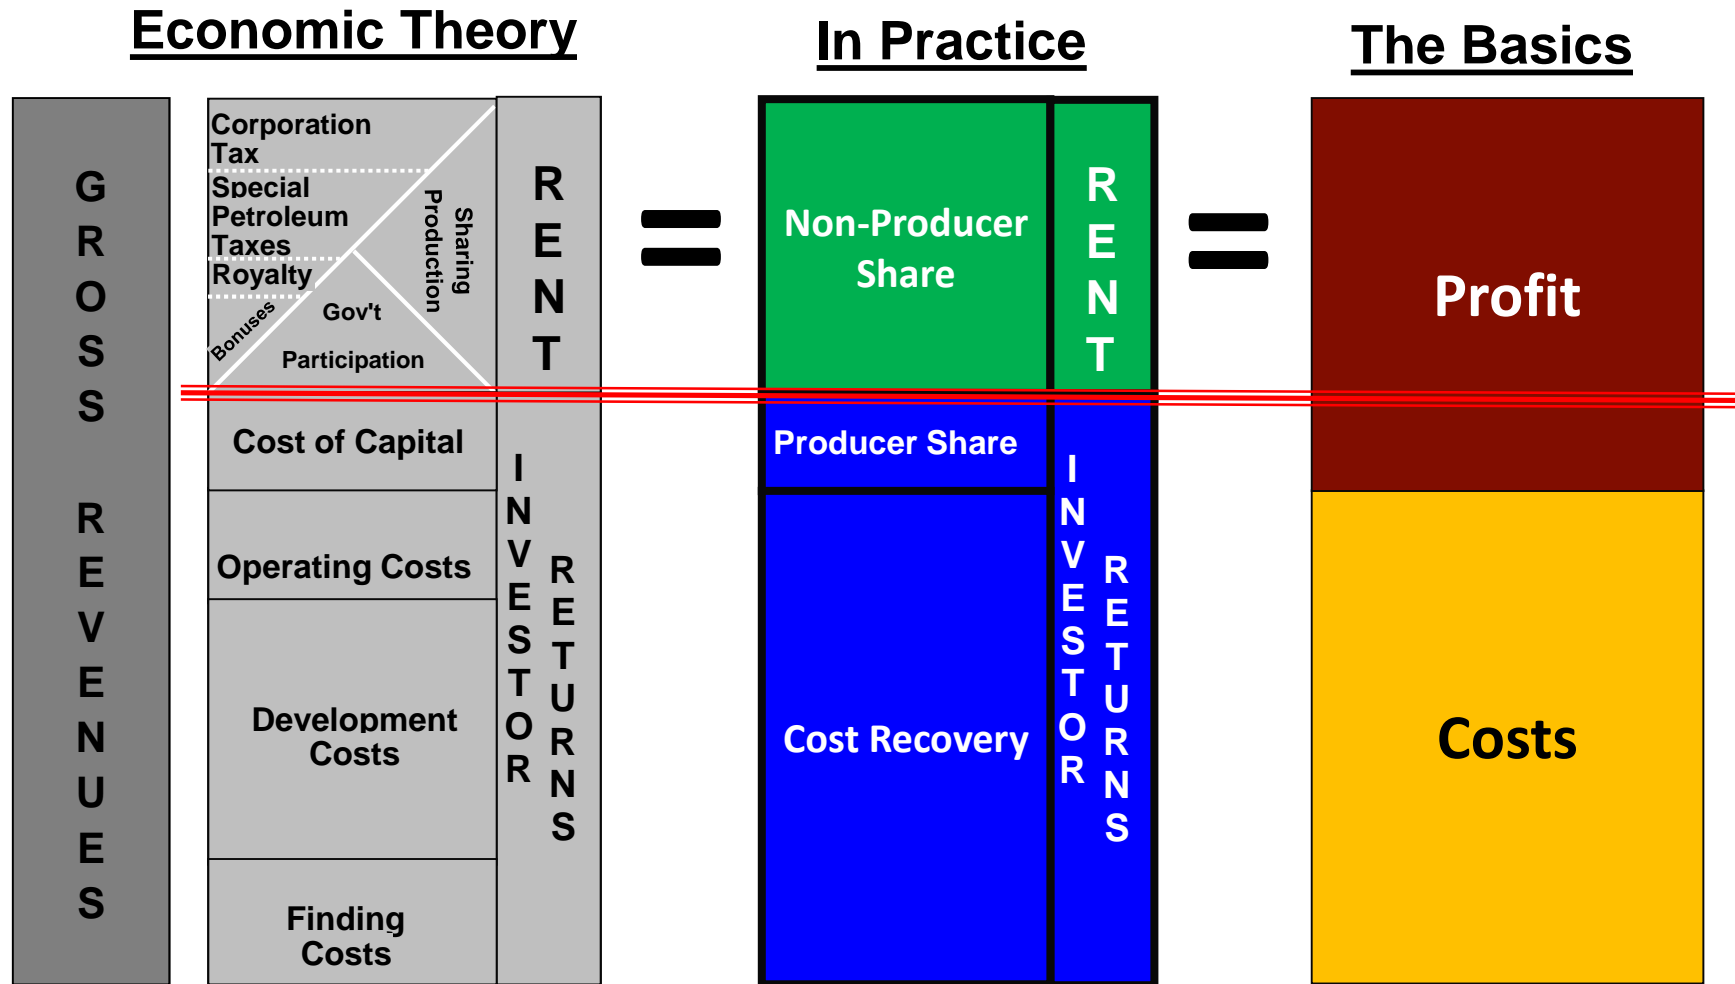 Economic Theory
In Practice
The Basics
GROSS REVENUES
Corporation
Tax
Special
Petroleum
Taxes
Royalty
Bonuses
Sharing
Production
Gov't
Participation
RENT
Cost of Capital
Operating Costs
Development
Costs
Finding
Costs
INVESTOR
RETURNS
=
Non-Producer
Share
RENT
Producer Share
Cost Recovery
INVESTOR
RETURNS
=
Profit
Costs